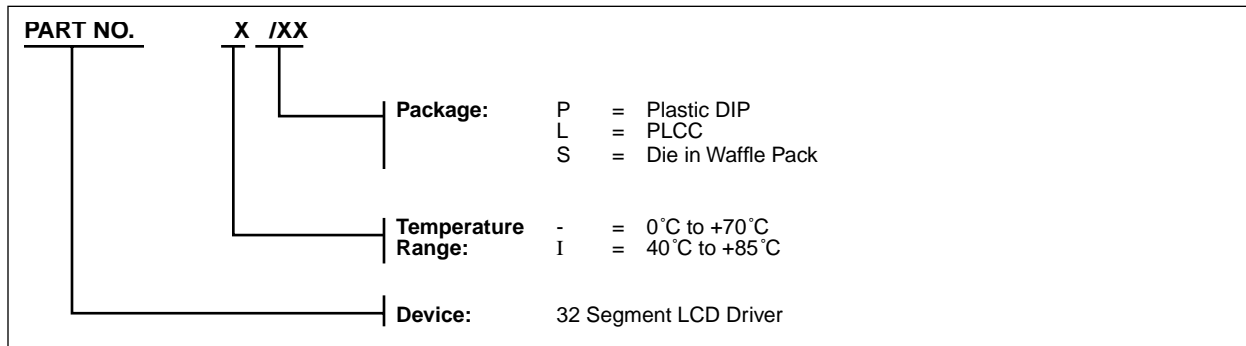 PART NO. X /XX
Package: P = Plastic DIP
L = PLCC
S = Die in Waffle Pack
Temperature - = 0°C to +70°C
Range: I = 40°C to +85°C
Device: 32 Segment LCD Driver